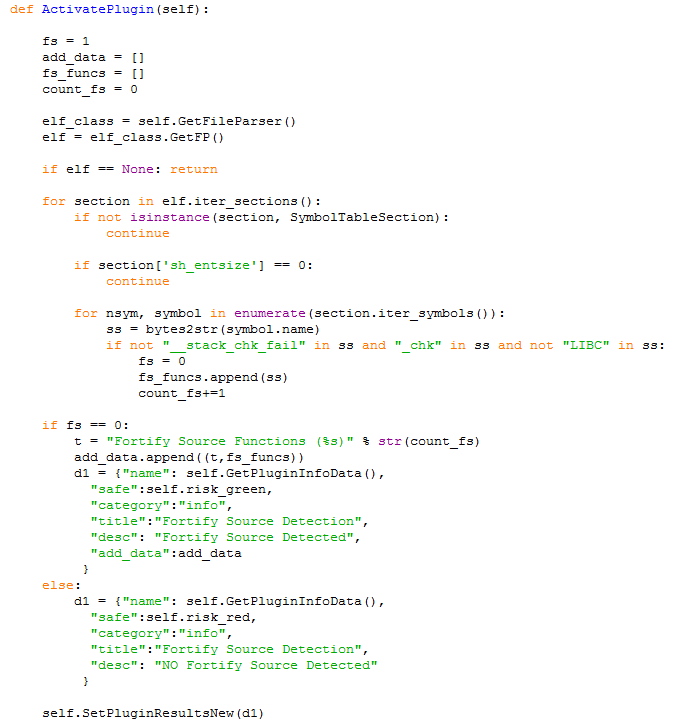 def ActivatePlugin(self):

    fs = 1
    add_data = []
    fs_funcs = []
    count_fs = 0

    elf_class = self.GetFileParser()
    elf = elf_class.GetFP()

    if elf == None: return

    for section in elf.iter_sections():
        if not isinstance(section, SymbolTableSection):
            continue

        if section['sh_entsize'] == 0:
            continue

        for nsym, symbol in enumerate(section.iter_symbols()):
            ss = bytes2str(symbol.name)
            if not "__stack_chk_fail" in ss and "_chk" in ss and not "LIBC" in ss:
                fs = 0
                fs_funcs.append(ss)
                count_fs+=1

    if fs == 0:
        t = "Fortify Source Functions (%s)" % str(count_fs)
        add_data.append((t,fs_funcs))
        d1 = {"name": self.GetPluginInfoData(),
          "safe":self.risk_green,
          "category":"info",
          "title":"Fortify Source Detection",
          "desc": "Fortify Source Detected",
          "add_data":add_data
         }
    else:
        d1 = {"name": self.GetPluginInfoData(),
          "safe":self.risk_red,
          "category":"info",
          "title":"Fortify Source Detection",
          "desc": "NO Fortify Source Detected"
         }

    self.SetPluginResultsNew(d1)